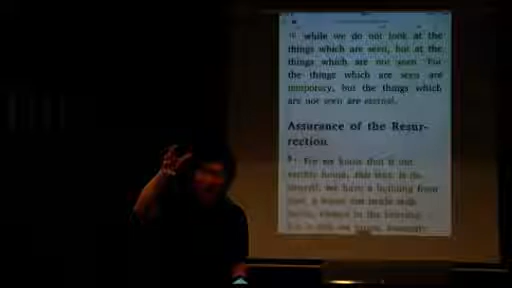 18 while we do not look at the
things which are seen, but at the
things which are not seen. For
the things which are seen are
temporary, but the things which
are not seen are eternal.
Assurance of the Resur-
rection
5 For we know that if our
earthly house, this tent, is de-
we have a building from
a house not made with
hands, eternal in the heavens.